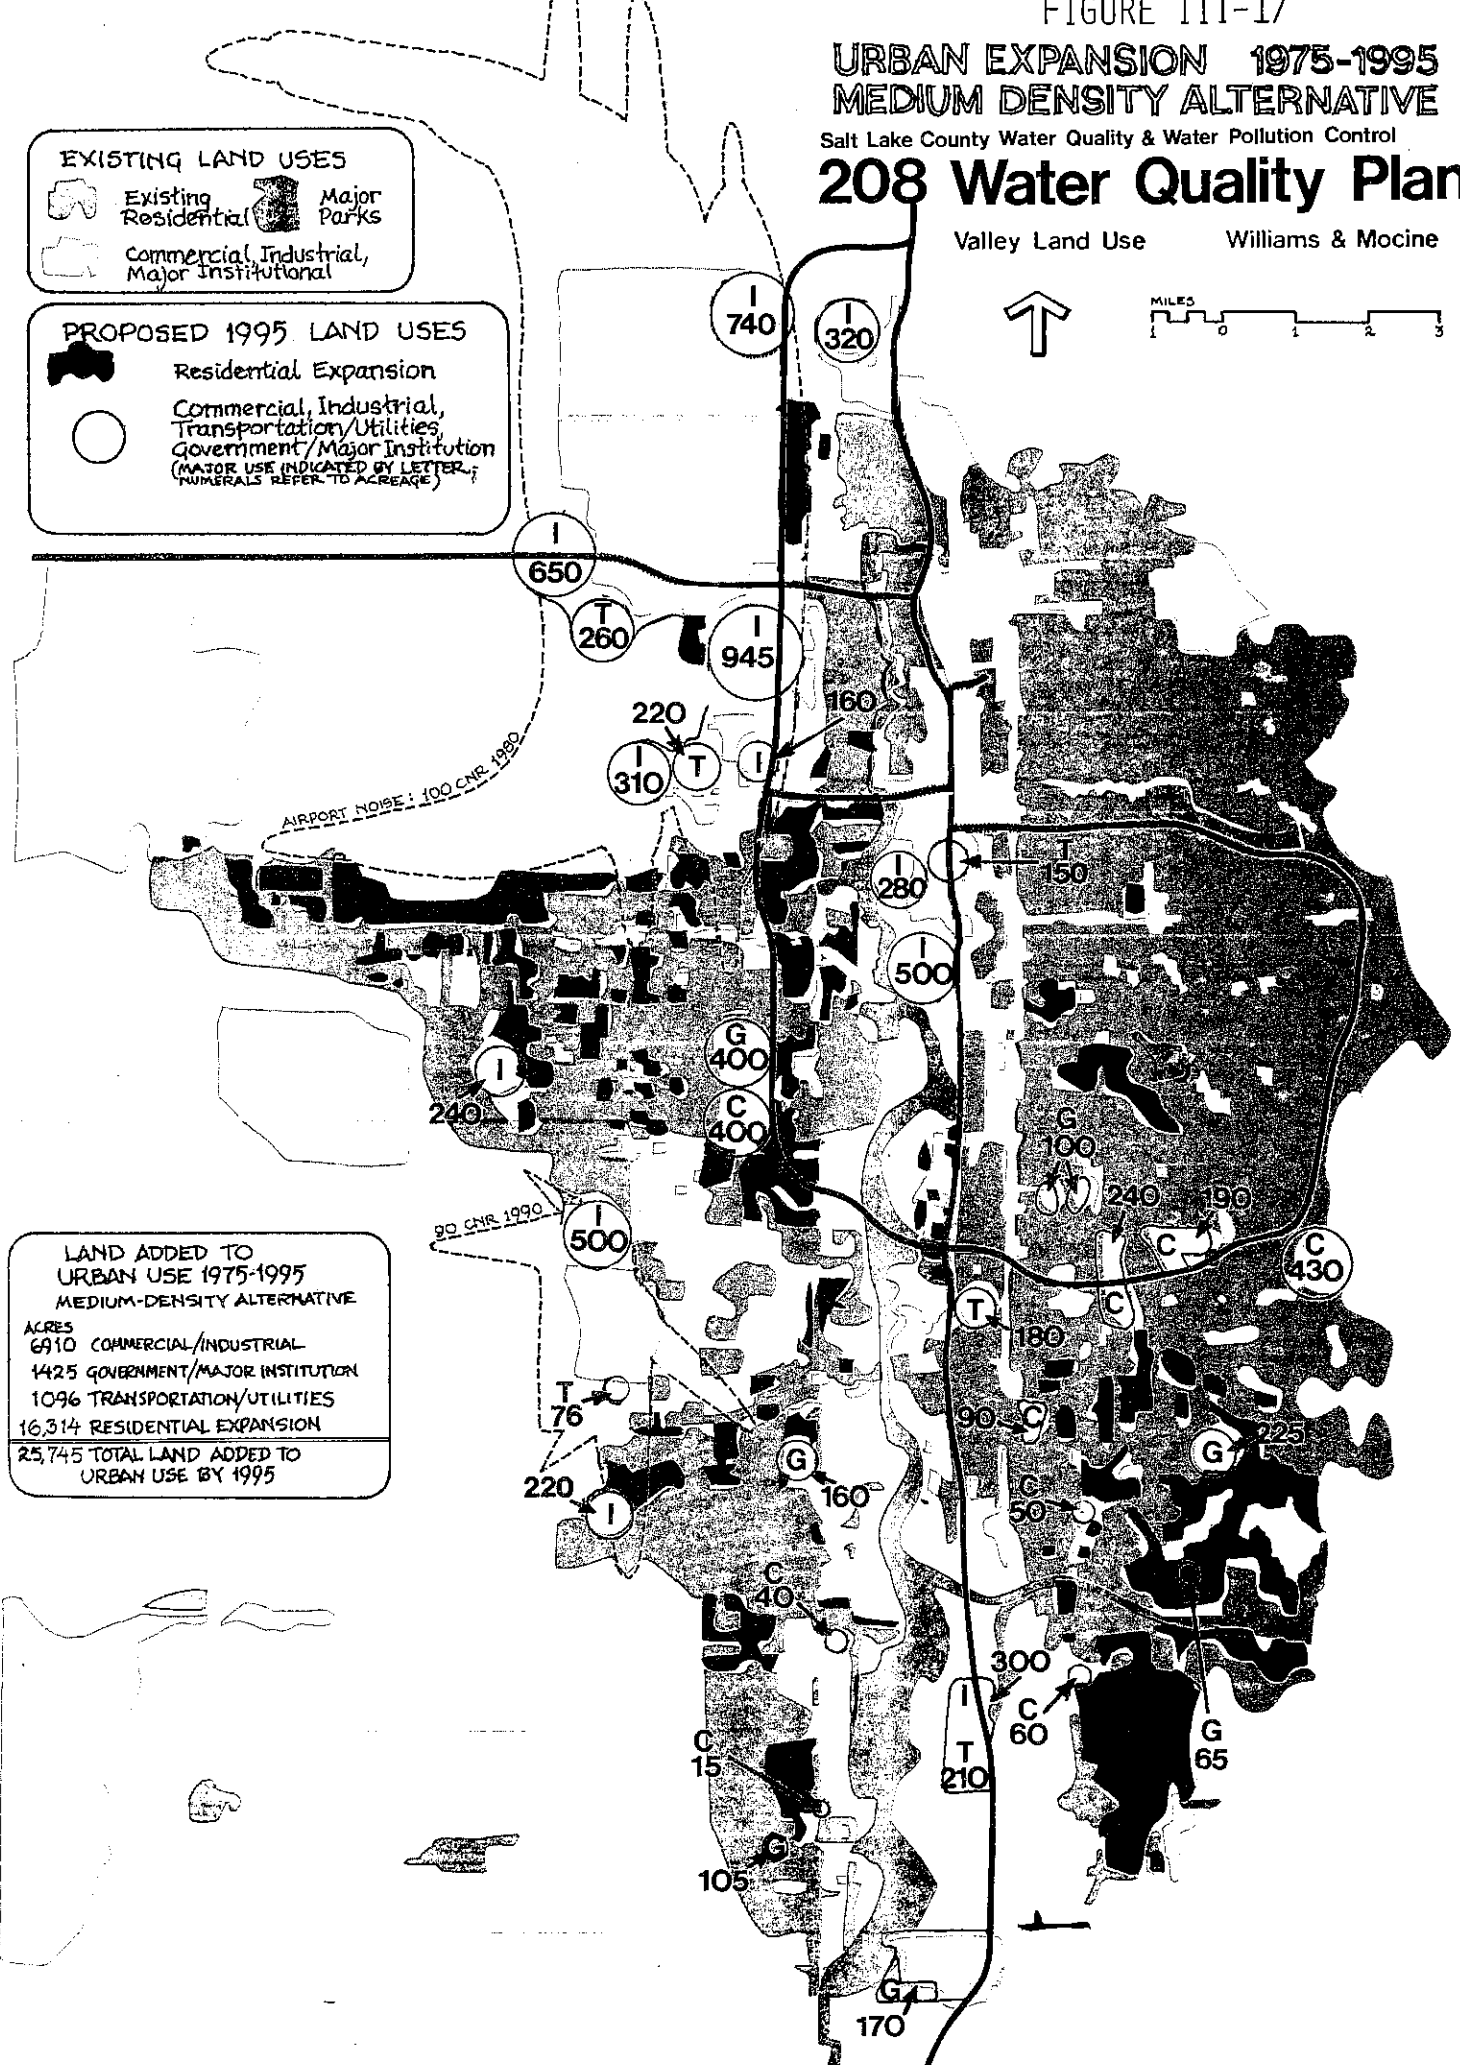 FIGURE III-17
URBAN EXPANSION 1975-1995
MEDIUM DENSITY ALTERNATIVE
Salt Lake County Water Quality & Water Pollution Control
208 Water Quality Plan
Valley Land Use Williams & Mocine
MILES
1 0 1 2 3
EXISTING LAND USES
Existing
Residential
Major
Parks
Commercial, Industrial,
Major Institutional
PROPOSED 1995 LAND USES
Residential Expansion
Commercial, Industrial,
Transportation/Utilities,
Government/Major Institution
(MAJOR USE INDICATED BY LETTER;
NUMERALS REFER TO ACREAGE)
I
740
I
320
I
650
T
260
I
945
160
220
I
310
T
I
AIRPORT NOISE: 100 CNR 1980
I
280
T
150
I
500
G
400
I
240
C
400
G
100
240
190
C
C
C
430
90 CNR 1990
I
500
T
180
LAND ADDED TO
URBAN USE 1975-1995
MEDIUM-DENSITY ALTERNATIVE
ACRES
6910 COMMERCIAL/INDUSTRIAL
1425 GOVERNMENT/MAJOR INSTITUTION
1096 TRANSPORTATION/UTILITIES
16,314 RESIDENTIAL EXPANSION
25,745 TOTAL LAND ADDED TO
URBAN USE BY 1995
T
76
90
C
G
225
G
160
220
I
C
50
C
40
300
I
T
210
C
60
G
65
C
15
G
105
G
170